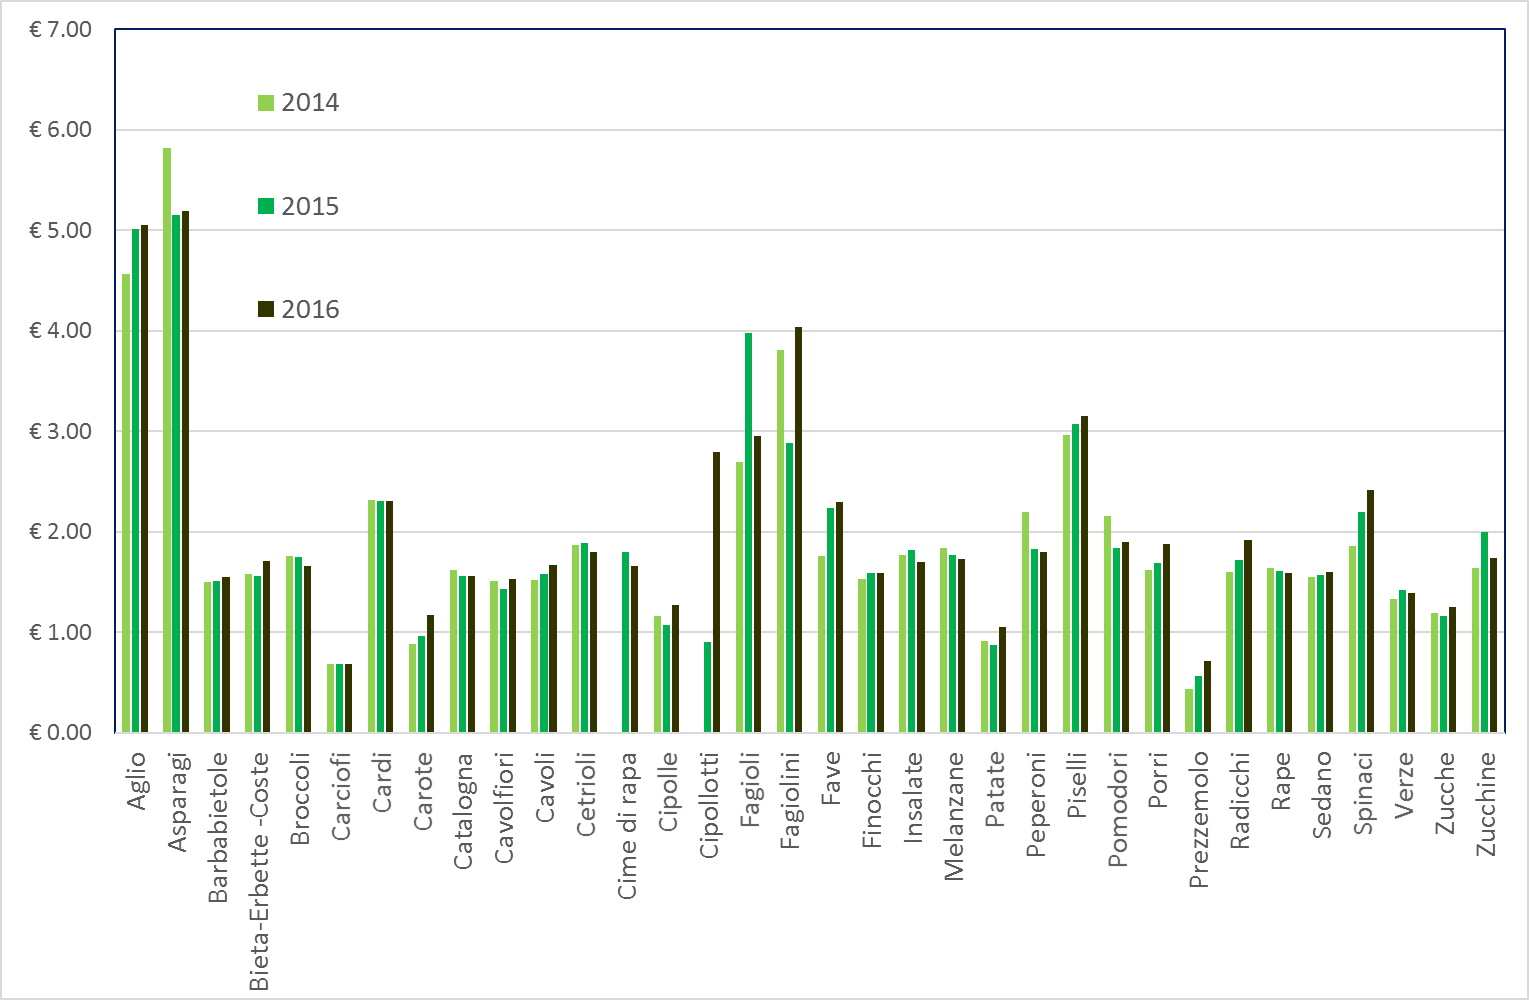 € 7.00
€ 6.00
€ 5.00
€ 4.00
€ 3.00
€ 2.00
€ 1.00
€ 0.00
2014
2015
2016
Aglio
Asparagi
Barbabietole
Bieta-Erbette -Coste
Broccoli
Carciofi
Cardi
Carote
Catalogna
Cavolfiori
Cavoli
Cetrioli
Cime di rapa
Cipolle
Cipollotti
Fagioli
Fagiolini
Fave
Finocchi
Insalate
Melanzane
Patate
Peperoni
Piselli
Pomodori
Porri
Prezzemolo
Radicchi
Rape
Sedano
Spinaci
Verze
Zucche
Zucchine